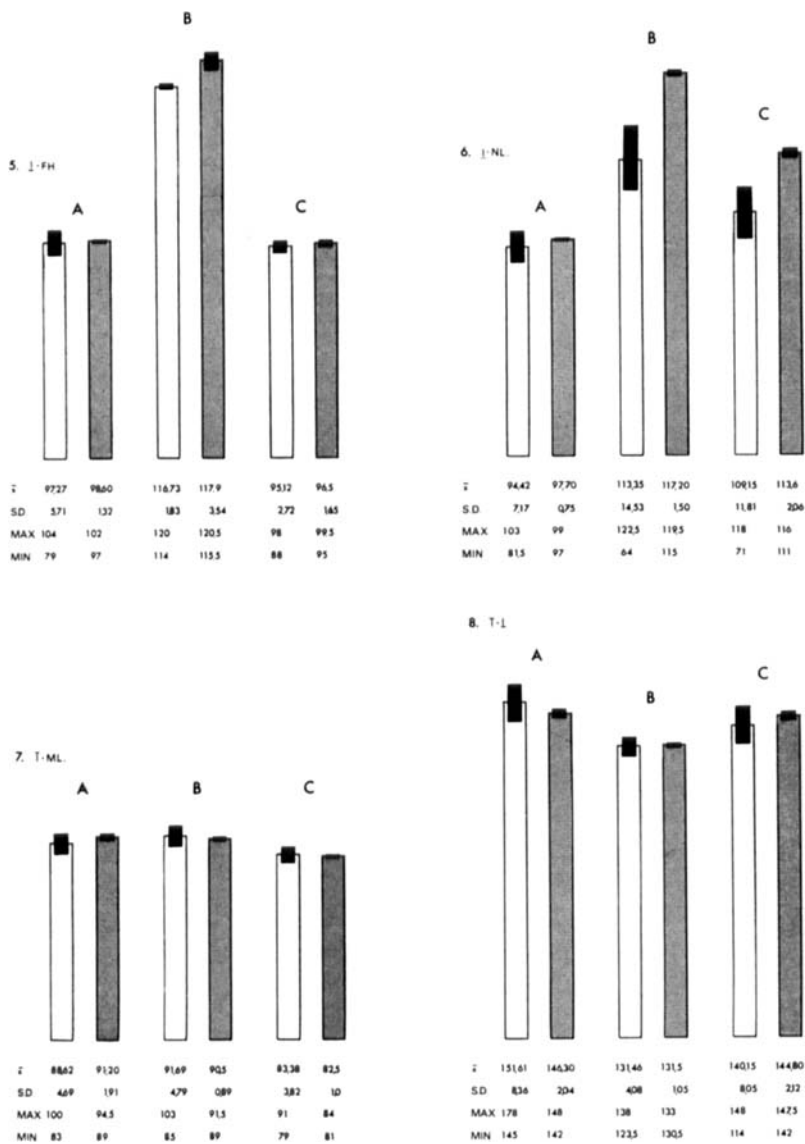 B
5. I-FH
A
C
x̄ 97,27 98,60 116,73 117,9 95,12 96,5
S.D 5,71 1,32 1,83 3,54 2,72 1,65
MAX 104 102 120 120,5 98 99,5
MIN 79 97 114 115,5 88 95
B
C
6. I-NL.
A
x̄ 94,42 97,70 113,35 117,20 109,15 113,6
S.D 7,17 0,75 14,53 1,50 11,81 2,06
MAX 103 99 122,5 119,5 118 116
MIN 81,5 97 64 115 71 111
7. I-ML.
A
B
C
x̄ 88,62 91,20 91,69 90,5 83,38 82,5
S.D 4,69 1,91 4,79 0,89 3,82 1,0
MAX 100 94,5 103 91,5 91 84
MIN 83 89 85 89 79 81
8. I-I
A
C
B
x̄ 151,61 146,30 131,46 131,5 140,15 144,80
S.D 8,36 2,04 4,08 1,05 8,05 2,12
MAX 178 148 138 133 148 147,5
MIN 145 142 123,5 130,5 114 142